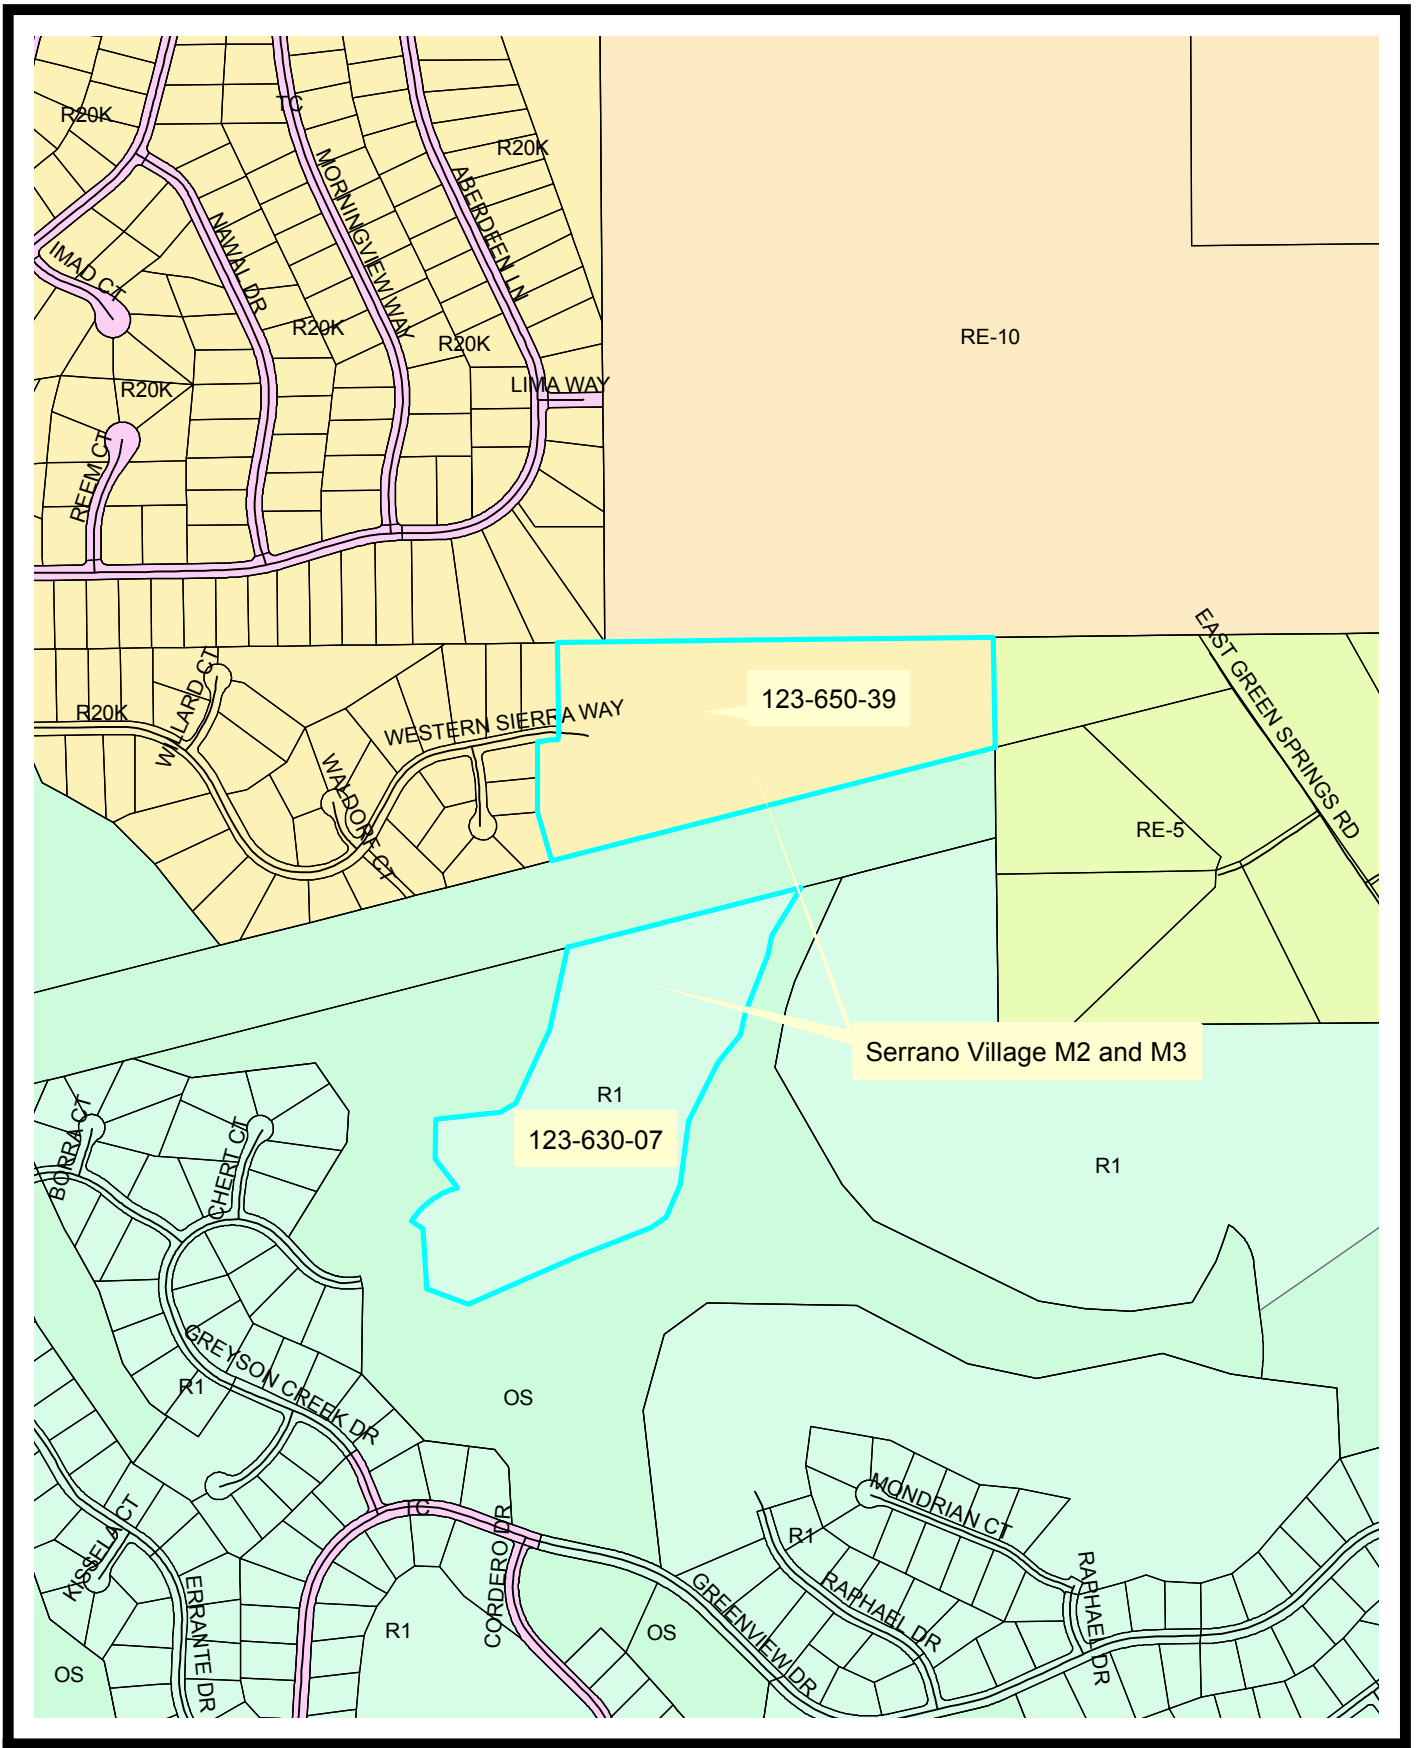 TC
R20K
R20K
MORNINGVIEW WAY
ABERDEEN LN
NAWAL DR
IMAD CT
R20K
RE-10
R20K
LIMA WAY
R20K
REEM CT
EAST GREEN SPRINGS RD
WILLARD CT
123-650-39
R20K
WESTERN SIERRA WAY
WALDORF CT
RE-5
Serrano Village M2 and M3
R1
BORRA CT
CHERT CT
123-630-07
R1
GREYSON CREEK DR
R1
OS
KISSELA CT
TC
MONDRIAN CT
CORDERO DR
R1
ERRANTE DR
GREENVIEW DR
RAPHAEL DR
RAPHAEL DR
R1
OS
OS